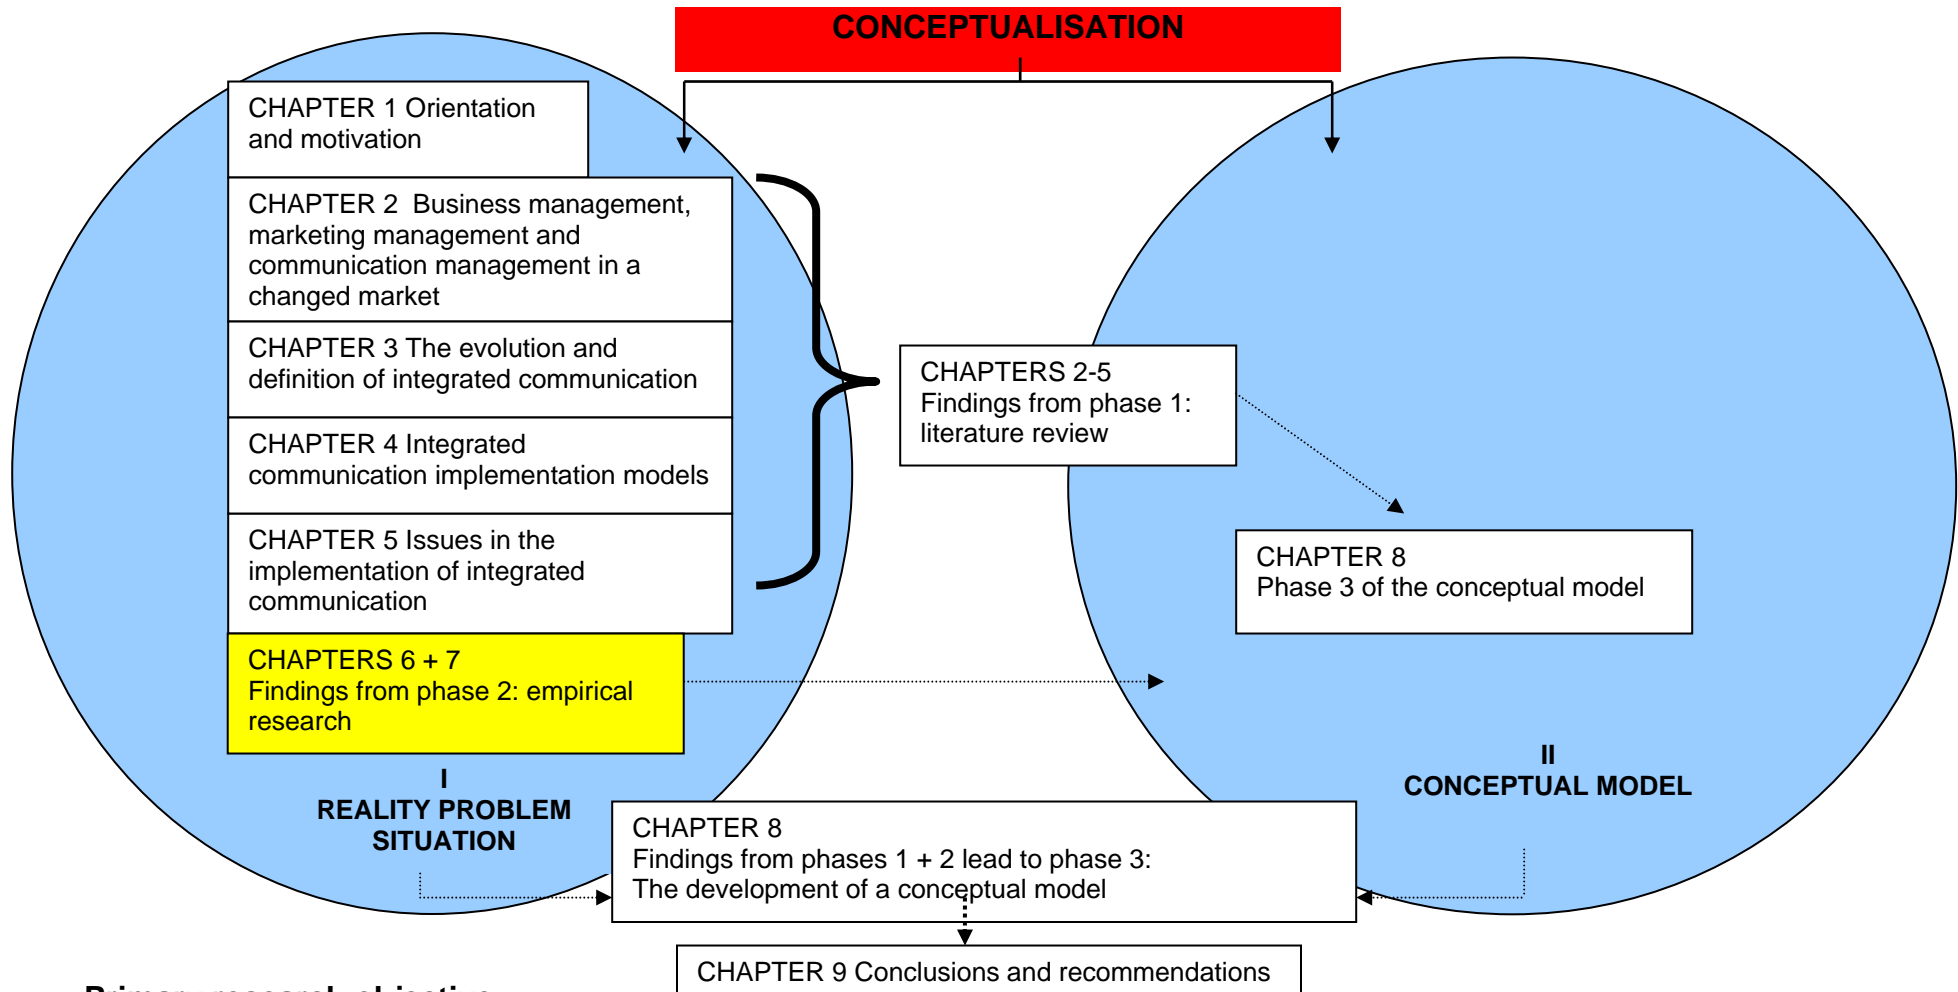 CONCEPTUALISATION
CHAPTER 1 Orientation
and motivation
CHAPTER 2  Business management,
marketing management and
communication management in a
changed market
CHAPTER 3 The evolution and
definition of integrated communication
CHAPTER 4 Integrated
communication implementation models
CHAPTER 5 Issues in the
implementation of integrated
communication
CHAPTERS 6 + 7
Findings from phase 2: empirical
research
I
REALITY PROBLEM
SITUATION
CHAPTERS 2-5
Findings from phase 1:
literature review
CHAPTER 8
Phase 3 of the conceptual model
II
CONCEPTUAL MODEL
CHAPTER 8
Findings from phases 1 + 2 lead to phase 3:
The development of a conceptual model
CHAPTER 9 Conclusions and recommendations
Primary research objective